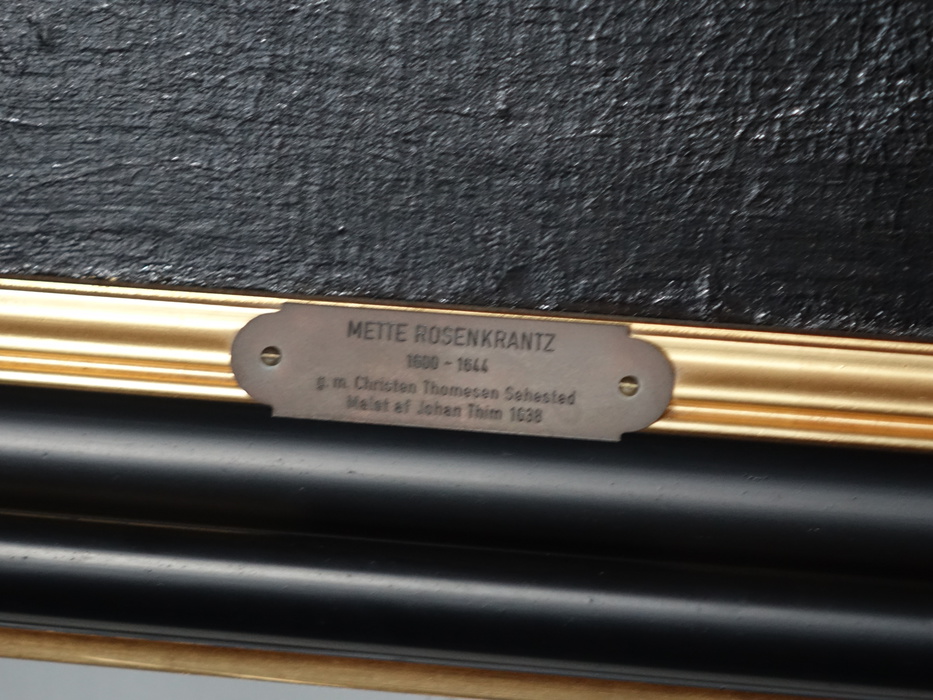 METTE ROSENKRANTZ
1600 - 1644
g. m. Christen Thomesen Sehested
Malet af Johan Thim 1638